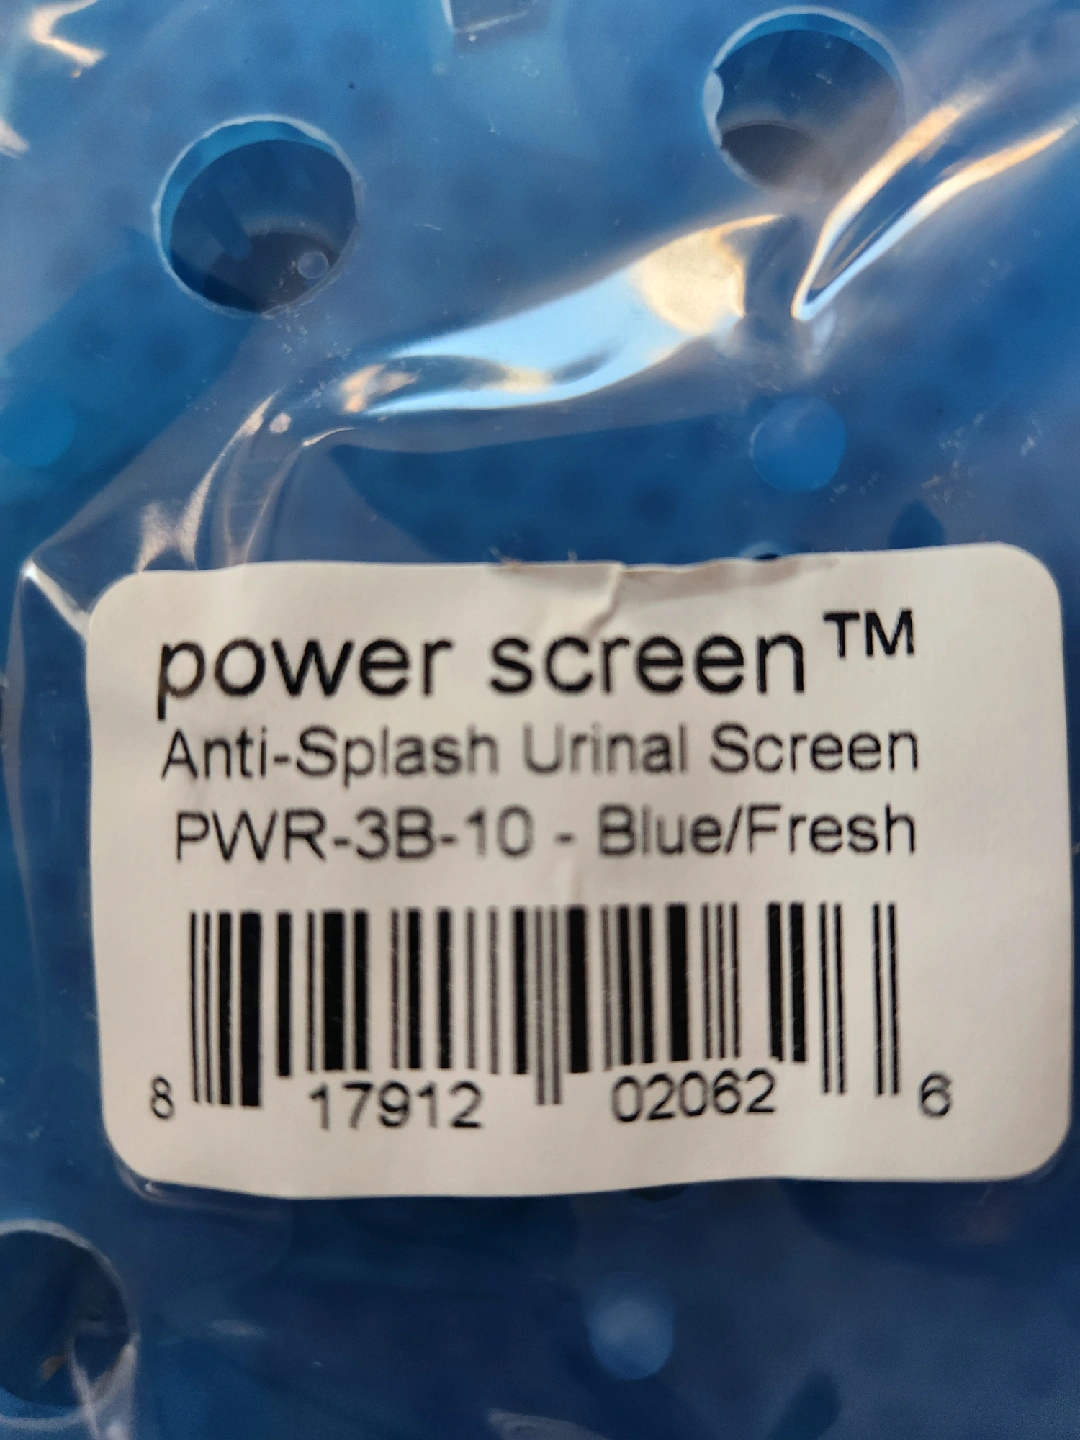 power screen™
Anti-Splash Urinal Screen
PWR-3B-10 - Blue/Fresh
8 17912 02062 6